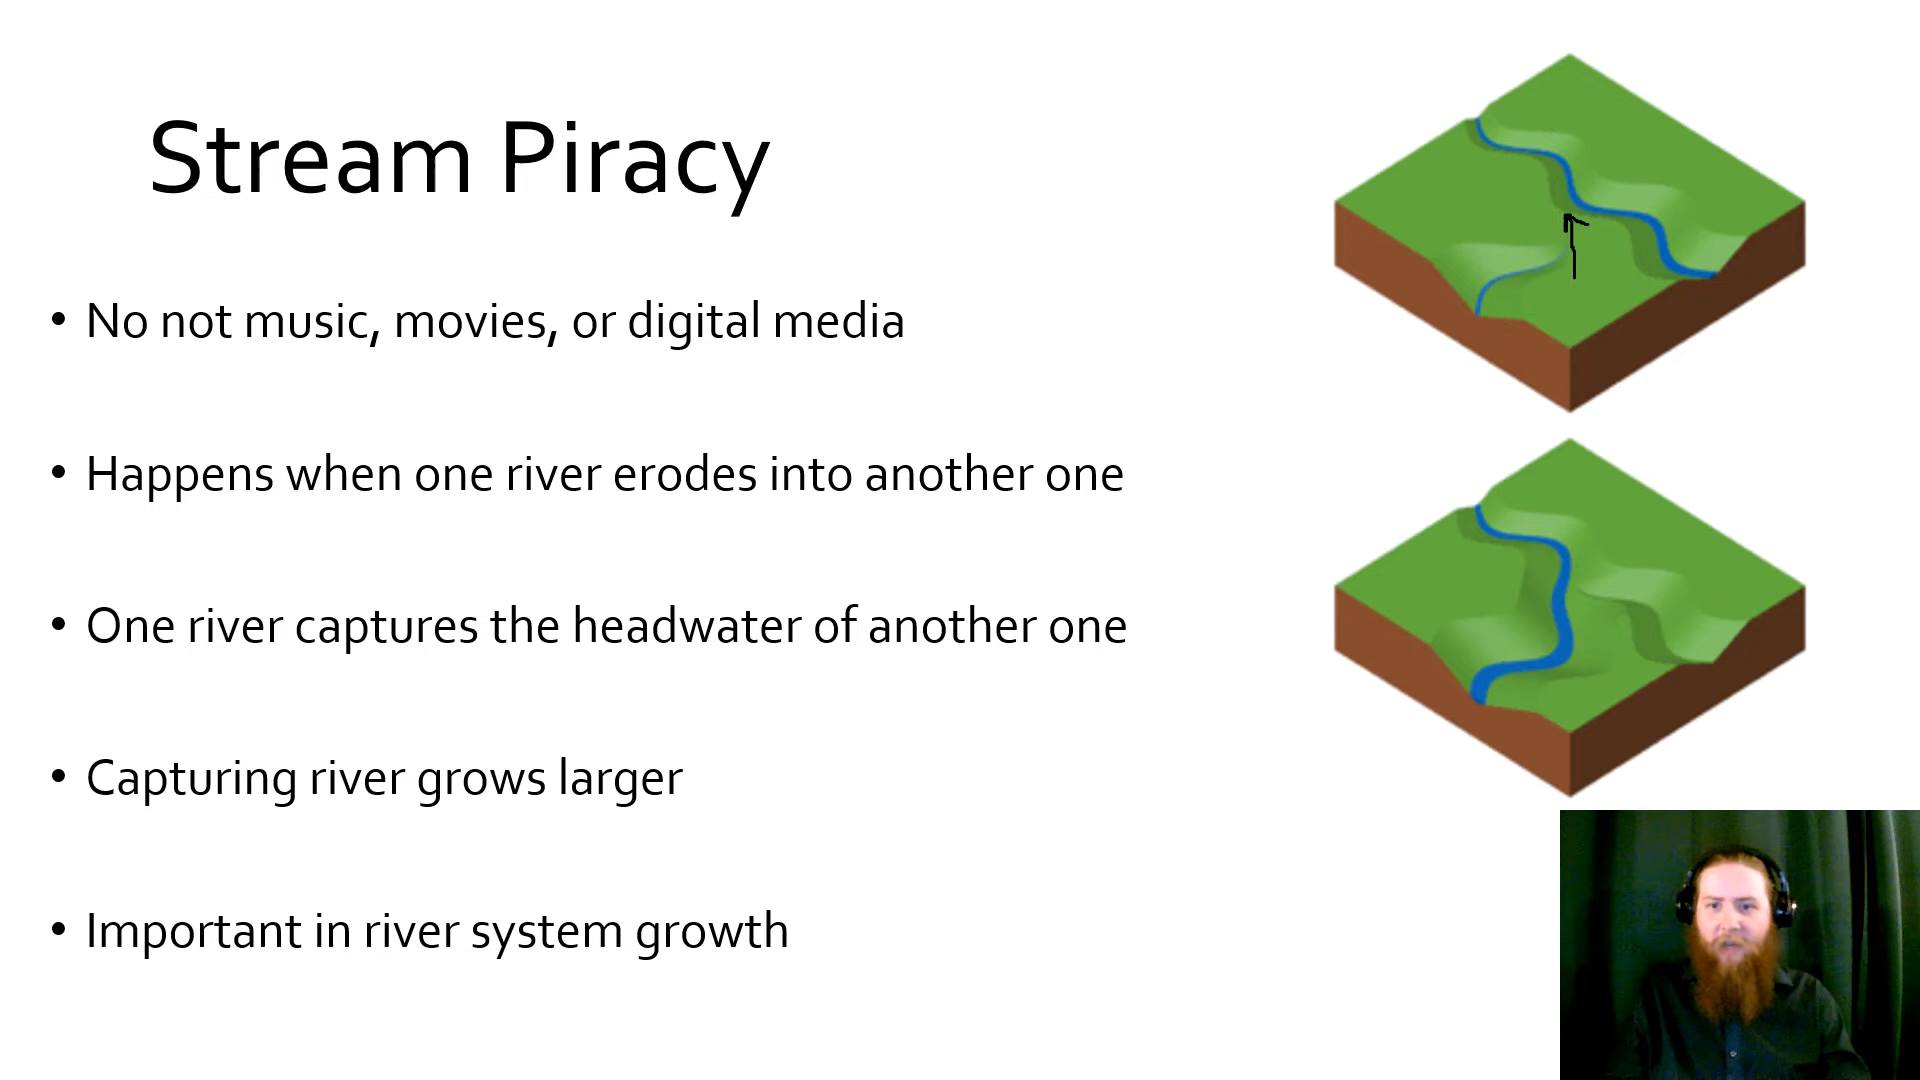 Stream Piracy
• No not music, movies, or digital media
• Happens when one river erodes into another one
• One river captures the headwater of another one
• Capturing river grows larger
• Important in river system growth